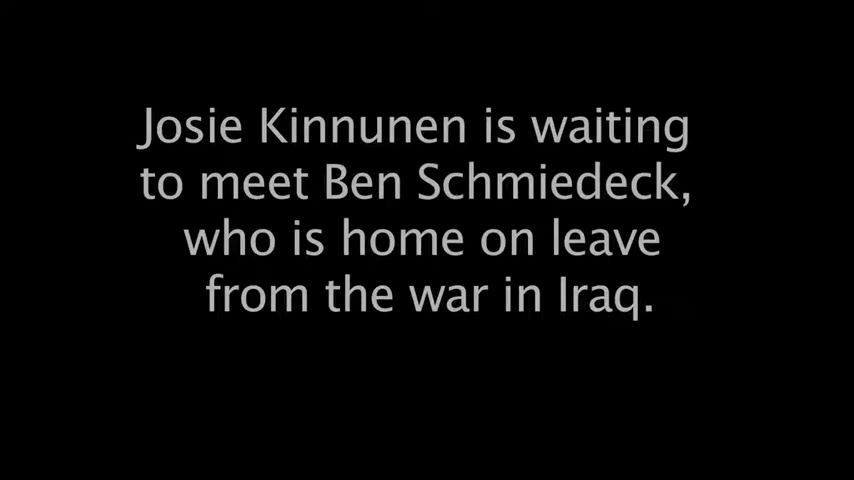 Josie Kinnunen is waiting
to meet Ben Schmiedeck,
who is home on leave
from the war in Iraq.